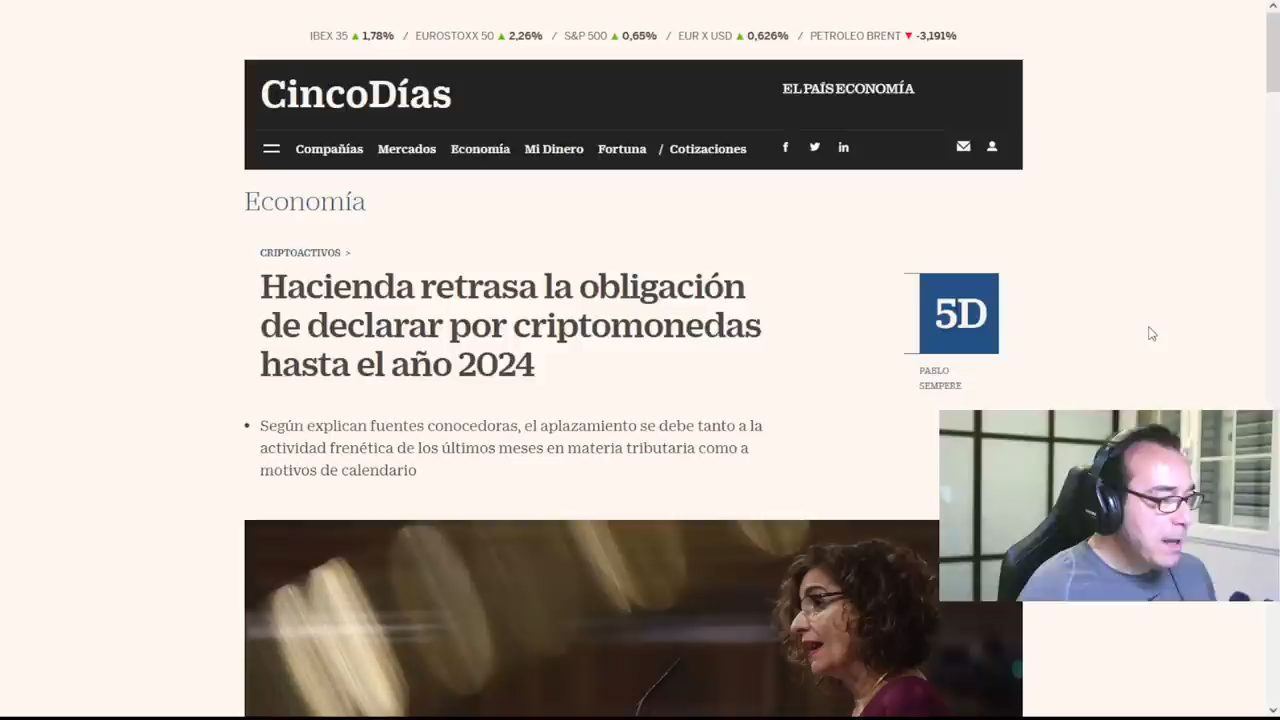 IBEX 35 ▲ 1,78% / EUROSTOXX 50 ▲ 2,26% / S&P 500 ▲ 0,65% / EUR X USD ▲ 0,626% / PETROLEO BRENT ▼ -3,191%
CincoDías
EL PAÍS ECONOMÍA
Compañías Mercados Economía Mi Dinero Fortuna / Cotizaciones
Economía
CRIPTOACTIVOS >
Hacienda retrasa la obligación
de declarar por criptomonedas
hasta el año 2024
5D
PABLO
SEMPERE
• Según explican fuentes conocedoras, el aplazamiento se debe tanto a la
actividad frenética de los últimos meses en materia tributaria como a
motivos de calendario